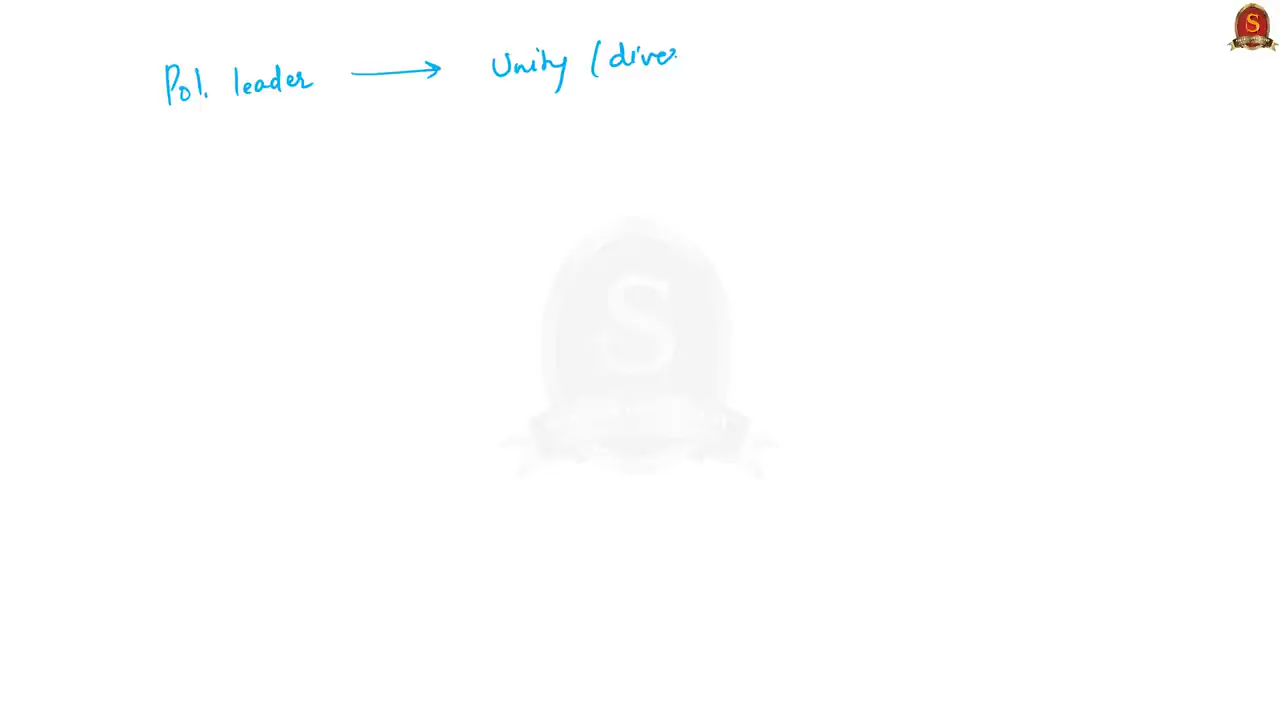 Pol. leader → Unity (dive
S
S